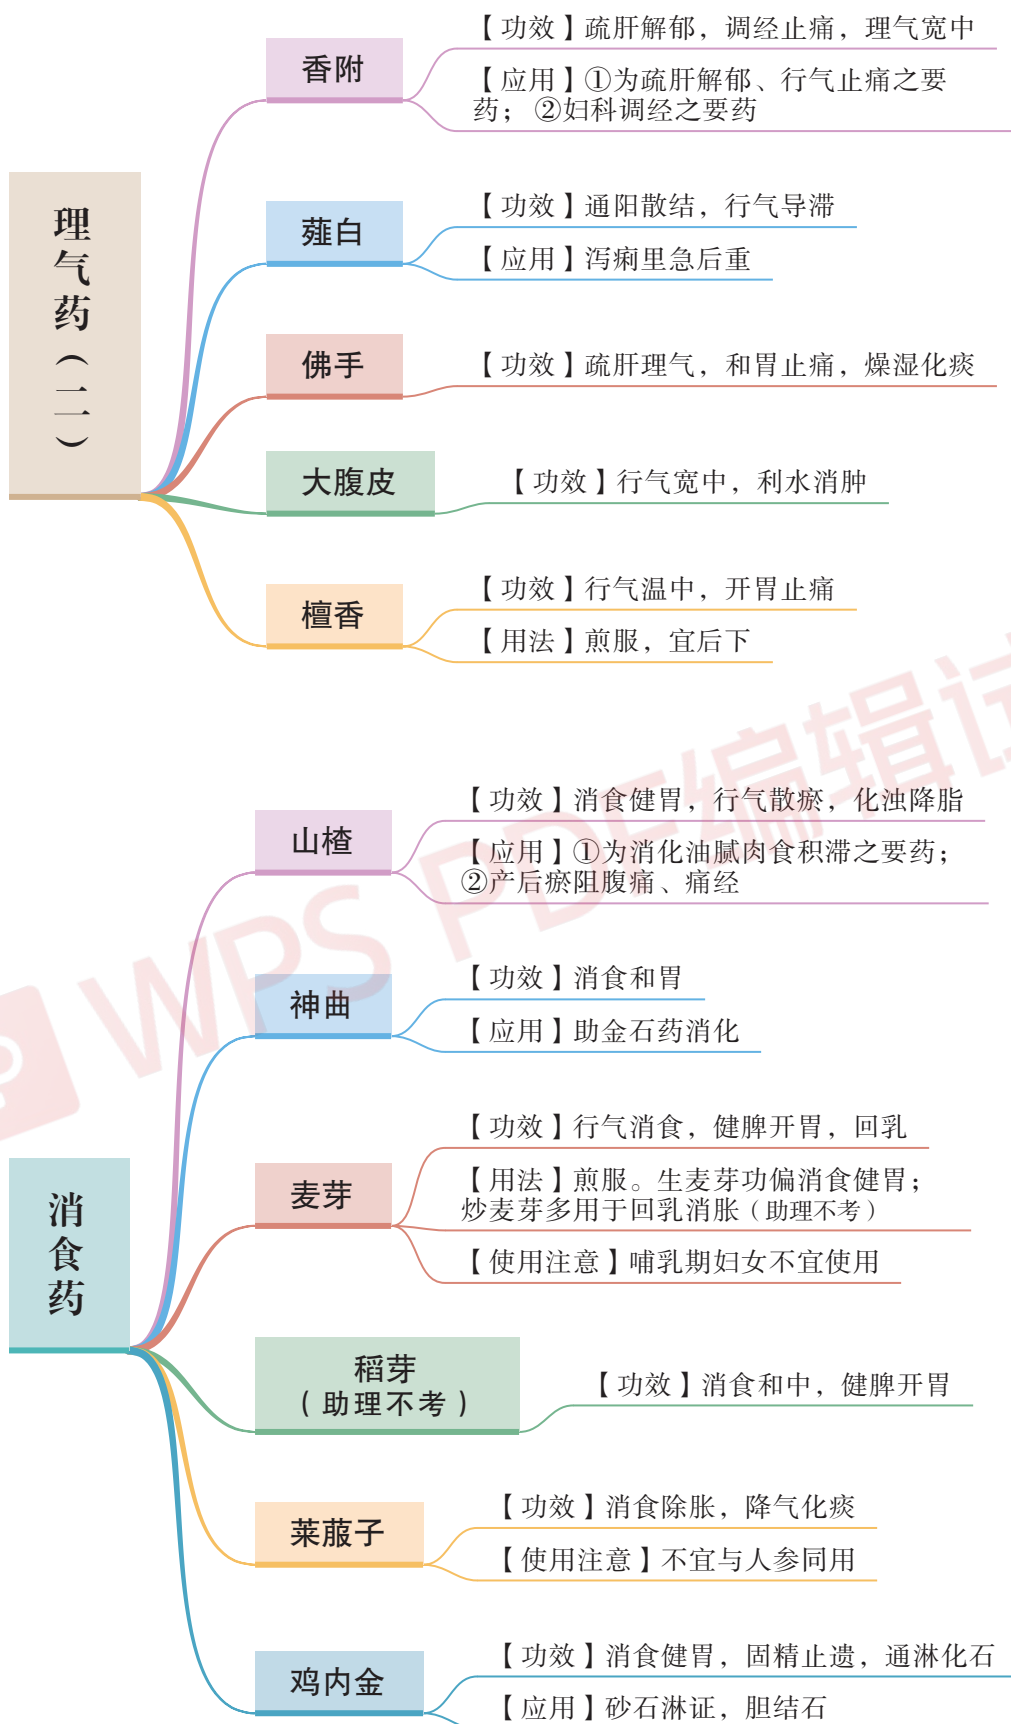 理气药（二）
香附
【功效】疏肝解郁，调经止痛，理气宽中
【应用】①为疏肝解郁、行气止痛之要
药；②妇科调经之要药
薤白
【功效】通阳散结，行气导滞
【应用】泻痢里急后重
佛手
【功效】疏肝理气，和胃止痛，燥湿化痰
大腹皮
【功效】行气宽中，利水消肿
檀香
【功效】行气温中，开胃止痛
【用法】煎服，宜后下
消食药
山楂
【功效】消食健胃，行气散瘀，化浊降脂
【应用】①为消化油腻肉食积滞之要药；
②产后瘀阻腹痛、痛经
神曲
【功效】消食和胃
【应用】助金石药消化
麦芽
【功效】行气消食，健脾开胃，回乳
【用法】煎服。生麦芽功偏消食健胃；
炒麦芽多用于回乳消胀（助理不考）
【使用注意】哺乳期妇女不宜使用
稻芽
（助理不考）
【功效】消食和中，健脾开胃
莱菔子
【功效】消食除胀，降气化痰
【使用注意】不宜与人参同用
鸡内金
【功效】消食健胃，固精止遗，通淋化石
【应用】砂石淋证，胆结石
WPS PDF编辑试